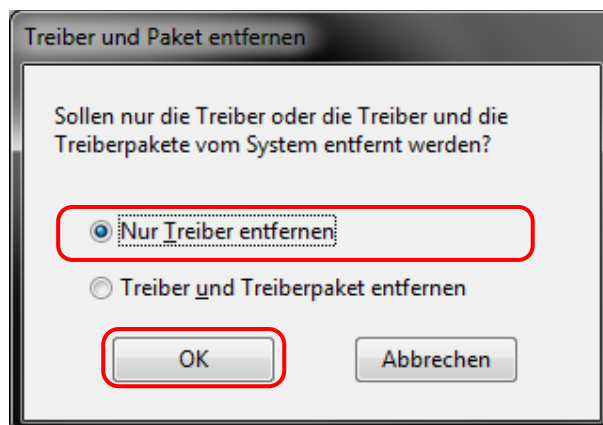 Treiber und Paket entfernen
Sollen nur die Treiber oder die Treiber und die
Treiberpakete vom System entfernt werden?
Nur Treiber entfernen
Treiber und Treiberpaket entfernen
OK
Abbrechen